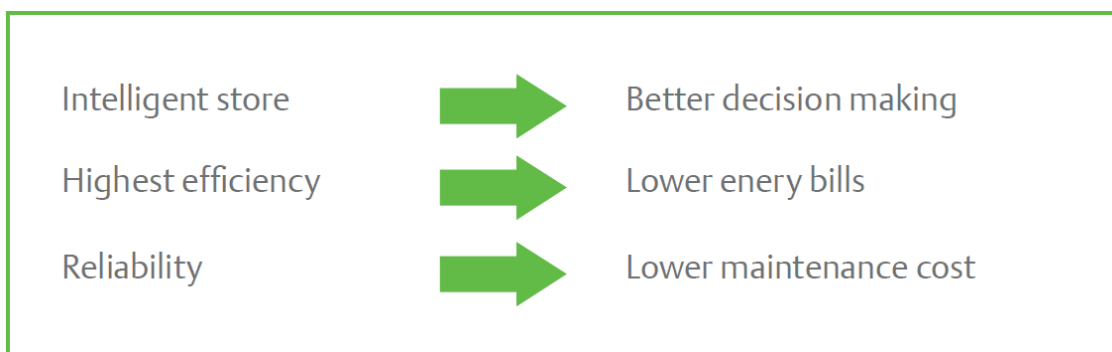 Intelligent store Better decision making
Highest efficiency Lower enery bills
Reliability Lower maintenance cost